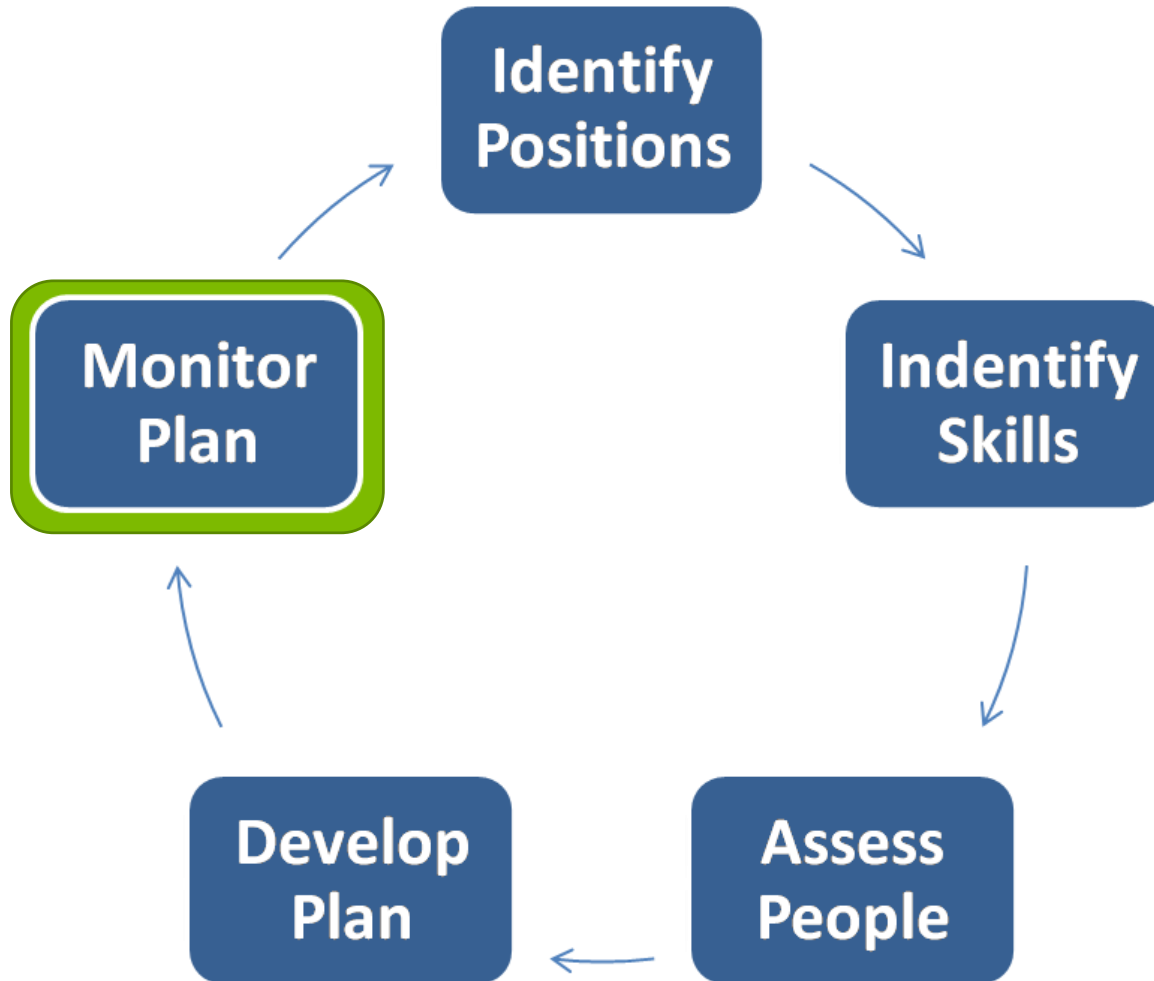 Identify
Positions
Indentify
Skills
Assess
People
Develop
Plan
Monitor
Plan